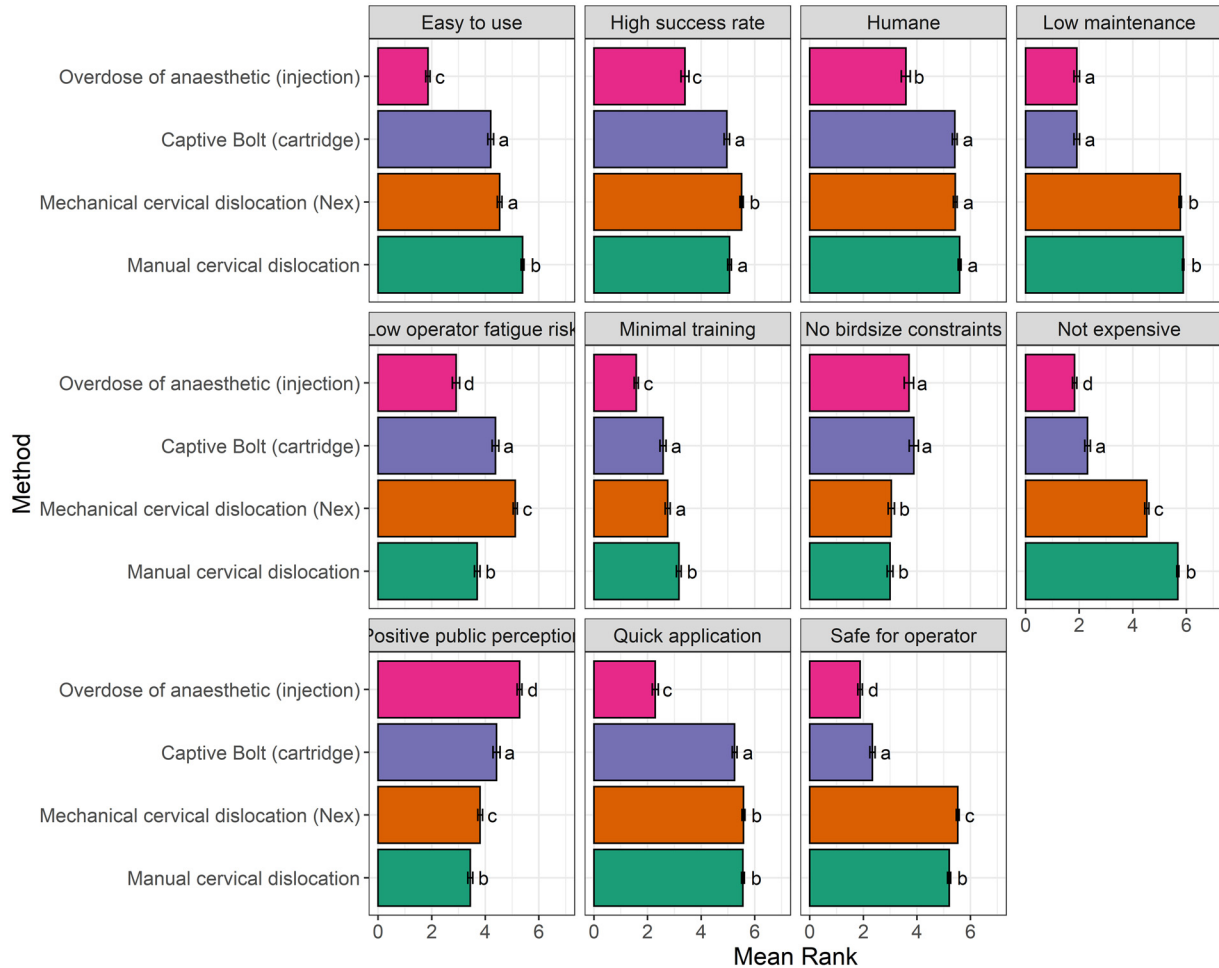 Easy to use High success rate Humane Low maintenance
Overdose of anaesthetic (injection) c c b a
Captive Bolt (cartridge) a a a a
Mechanical cervical dislocation (Nex) a b a b
Manual cervical dislocation b a a b
Low operator fatigue risk Minimal training No birdsize constraints Not expensive
Overdose of anaesthetic (injection) d c a d
Captive Bolt (cartridge) a a a a
Mechanical cervical dislocation (Nex) c a b c
Manual cervical dislocation b b b b
0 2 4 6
Positive public perception Quick application Safe for operator
Overdose of anaesthetic (injection) d c d
Captive Bolt (cartridge) a a a
Mechanical cervical dislocation (Nex) c b c
Manual cervical dislocation b b b
0 2 4 6 0 2 4 6 0 2 4 6
Mean Rank
Method